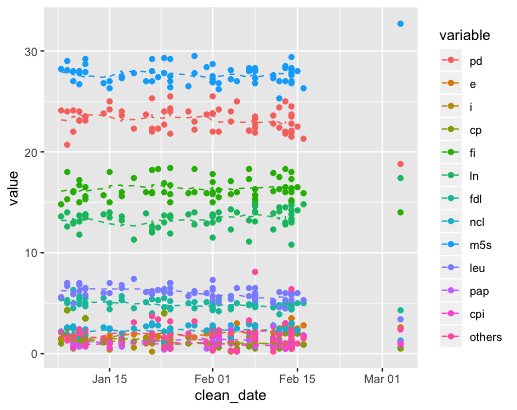 variable
30
20
10
0
value
Jan 15
Feb 01
Feb 15
Mar 01
clean_date
pd
e
i
cp
fi
ln
fdl
ncl
m5s
leu
pap
cpi
others